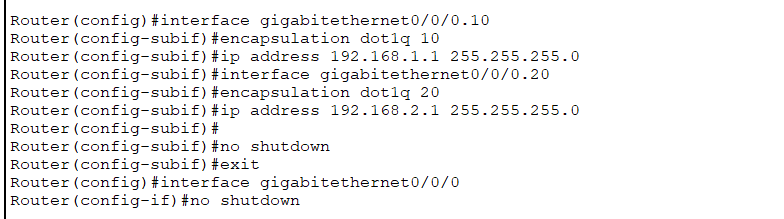 Router(config)#interface gigabitethernet0/0/0.10
Router(config-subif)#encapsulation dot1q 10
Router(config-subif)#ip address 192.168.1.1 255.255.255.0
Router(config-subif)#interface gigabitethernet0/0/0.20
Router(config-subif)#encapsulation dot1q 20
Router(config-subif)#ip address 192.168.2.1 255.255.255.0
Router(config-subif)#
Router(config-subif)#no shutdown
Router(config-subif)#exit
Router(config)#interface gigabitethernet0/0/0
Router(config-if)#no shutdown